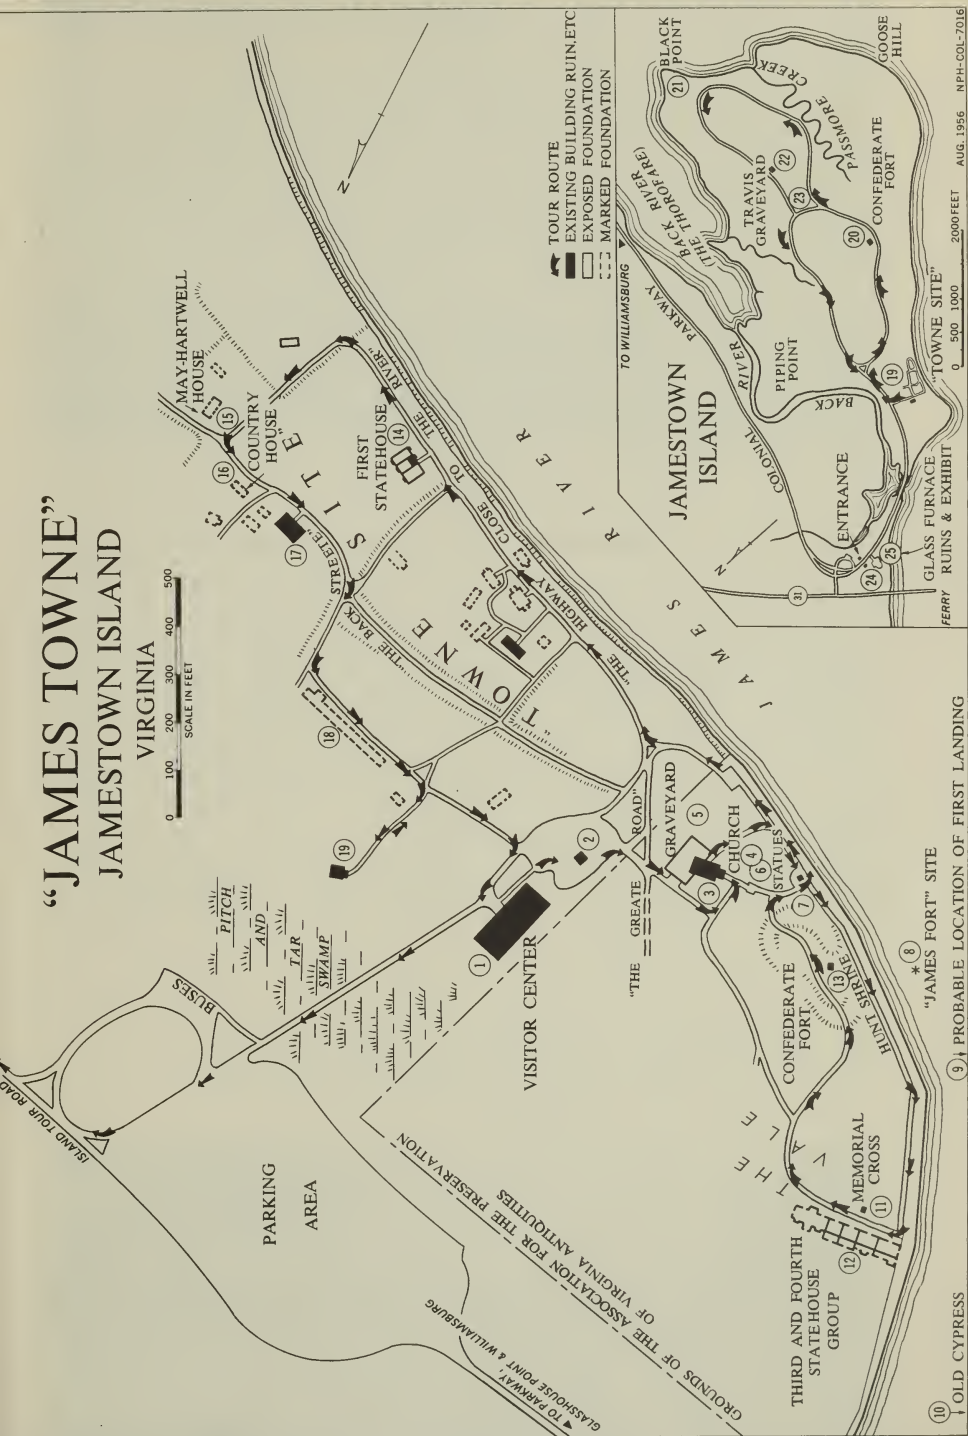 "JAMES TOWNE"
JAMESTOWN ISLAND
VIRGINIA
0 100 200 300 400 500
SCALE IN FEET
TOUR ROUTE
EXISTING BUILDING RUIN, ETC
EXPOSED FOUNDATION
MARKED FOUNDATION
N
ISLAND TOUR ROAD
BUSES
PARKING
AREA
TO PARKWAY,
GLASSHOUSE POINT & WILLIAMSBURG
PITCH
AND
TAR
SWAMP
19
18
17
16
15
MAY-HARTWELL
HOUSE
COUNTRY
HOUSE
FIRST
STATEHOUSE
14
"THE BACK STREETE"
"TOWNE SITE"
"THE HIGHWAY CLOSE TO THE RIVER"
JAMES RIVER
1
VISITOR CENTER
2
"THE GREATE ROAD"
GRAVEYARD
5
CHURCH
3
4
6
STATUES
7
CONFEDERATE
FORT
13
HUNT SHRINE
8
"JAMES FORT" SITE
THE VALE
MEMORIAL
CROSS
11
12
THIRD AND FOURTH
STATEHOUSE
GROUP
GROUNDS OF THE ASSOCIATION FOR THE PRESERVATION
OF VIRGINIA ANTIQUITIES
10 OLD CYPRESS
9 PROBABLE LOCATION OF FIRST LANDING
JAMESTOWN
ISLAND
TO WILLIAMSBURG
COLONIAL PARKWAY
BACK RIVER
(THE THOROFARE)
BLACK
POINT
21
GOOSE
HILL
PASSMORE CREEK
TRAVIS
GRAVEYARD
22
23
CONFEDERATE
FORT
20
PIPING
POINT
BACK RIVER
19
"TOWNE SITE"
ENTRANCE
N
31
24
25
GLASS FURNACE
RUINS & EXHIBIT
FERRY
0 500 1000 2000 FEET
AUG. 1956 NPH-COL-7016